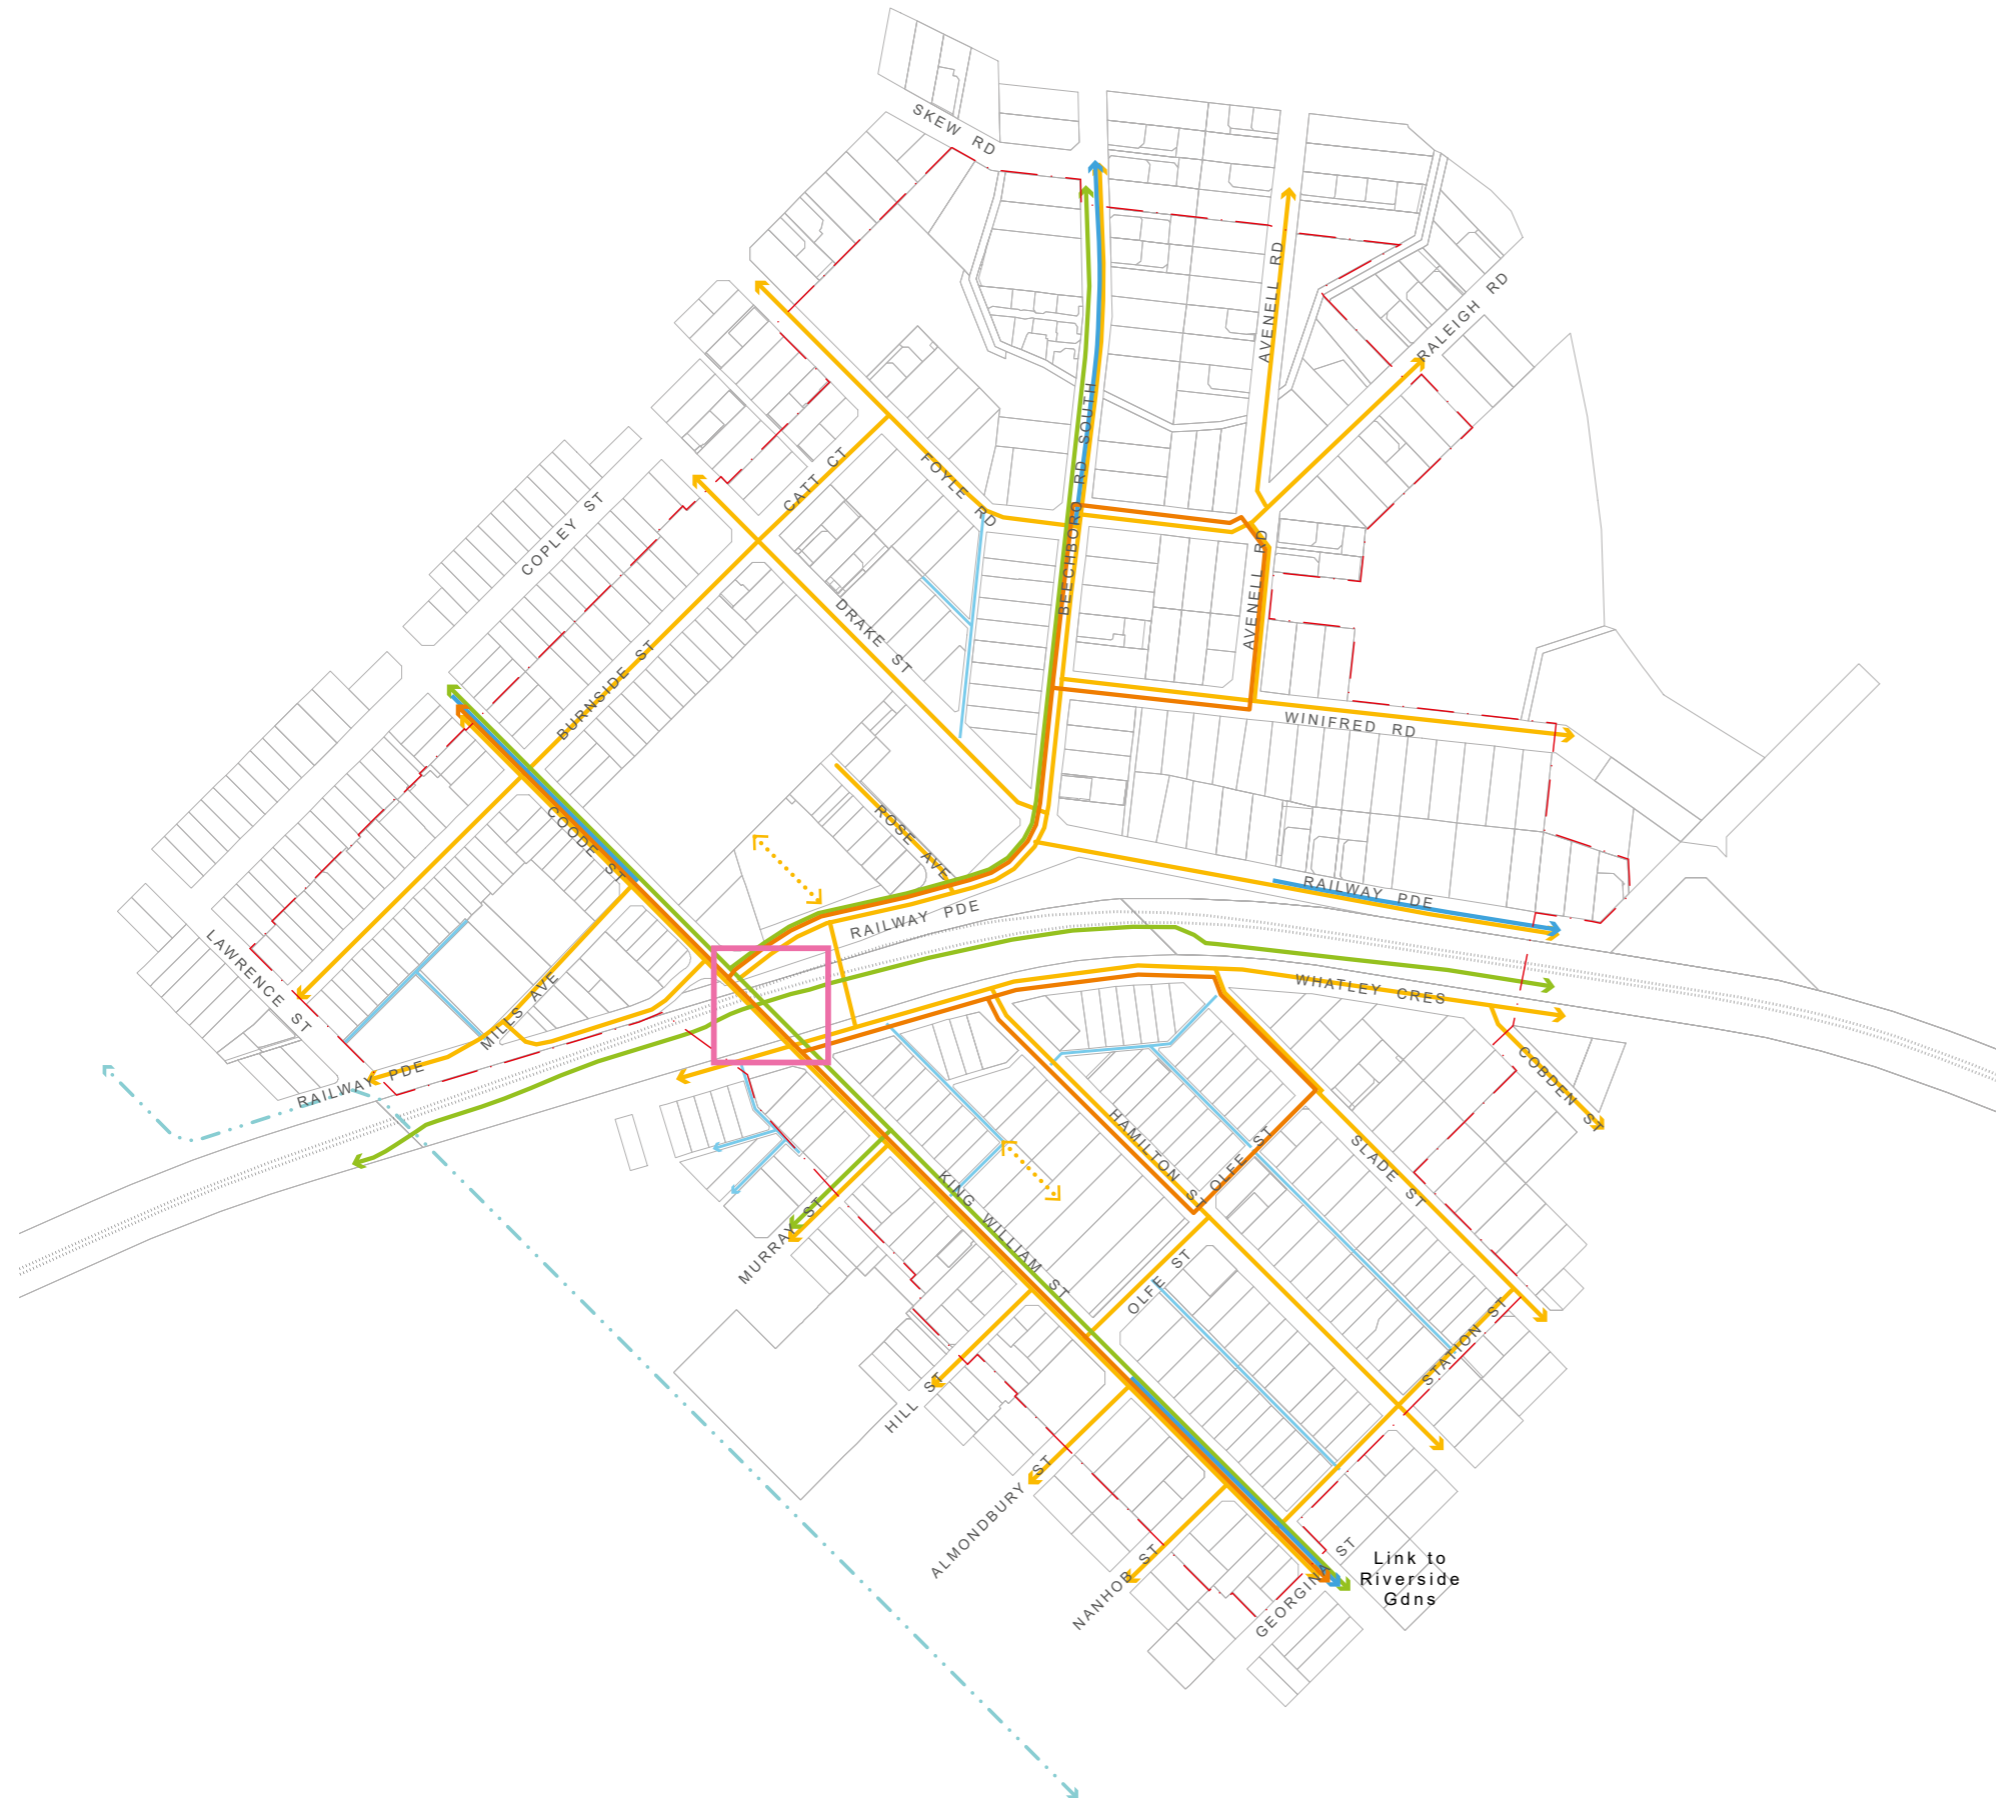 SKEW RD
AVENELL RD
RALEIGH RD
BEECHBORO RD SOUTH
CATT CT
FOYLE RD
COPLEY ST
AVENELL RD
DRAKE ST
BURNSIDE ST
WINIFRED RD
COODE ST
ROSE AVE
RAILWAY PDE
RAILWAY PDE
LAWRENCE ST
WHATLEY CRES
MILLS AVE
COBDEN ST
RAILWAY PDE
HAMILTON ST
OLFE ST
SLADE ST
KING WILLIAM ST
MURRAY ST
OLFE ST
STATION ST
HILL ST
ALMONDBURY ST
NANHOB ST
GEORGINA ST
Link to
Riverside
Gdns